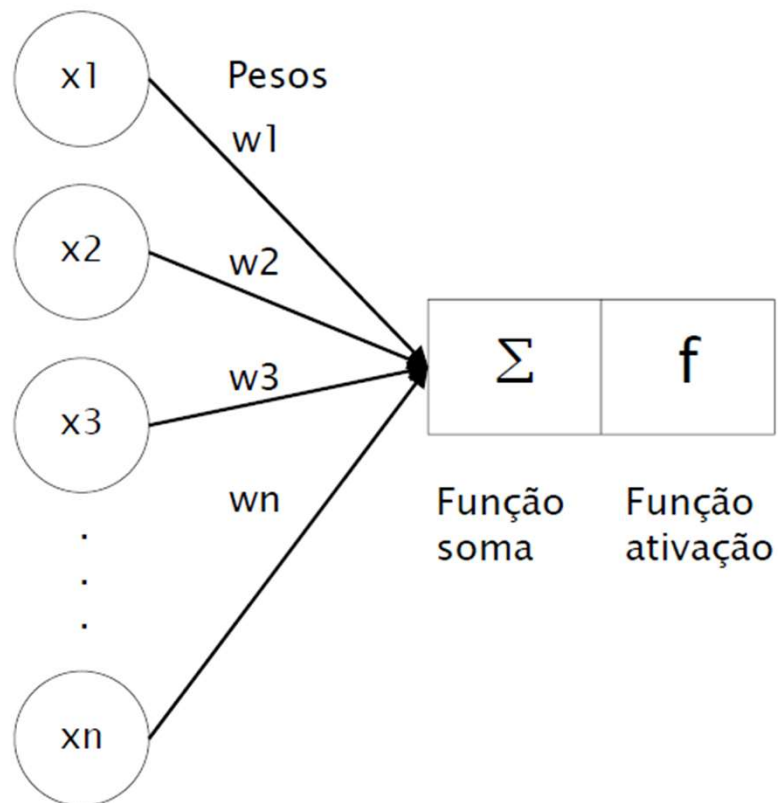 x1
Pesos
w1
x2
w2
w3
x3
Σ
f
wn
Função
soma
Função
ativação
.
.
.
xn